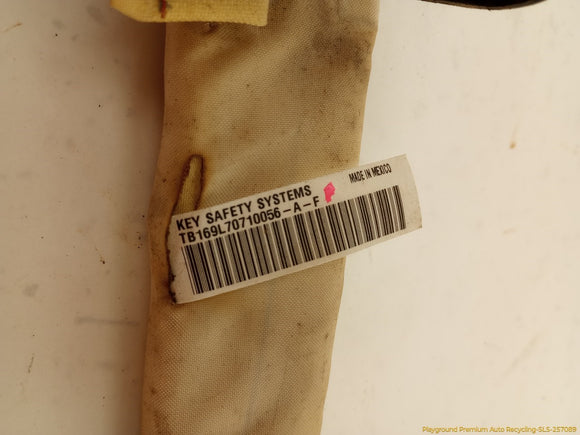 MADE IN MEXICO
KEY SAFETY SYSTEMS
TB169L70710056-A-F
Playground Premium Auto Recycling-SLS-257089